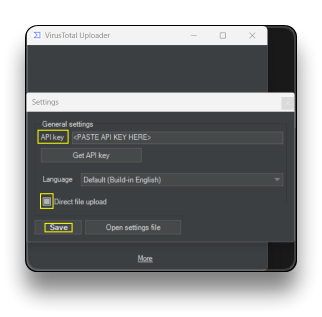 VirusTotal Uploader
Settings
General settings
API key <PASTE API KEY HERE>
Get API key
Language Default (Build-in English)
Direct file upload
Save Open settings file
More